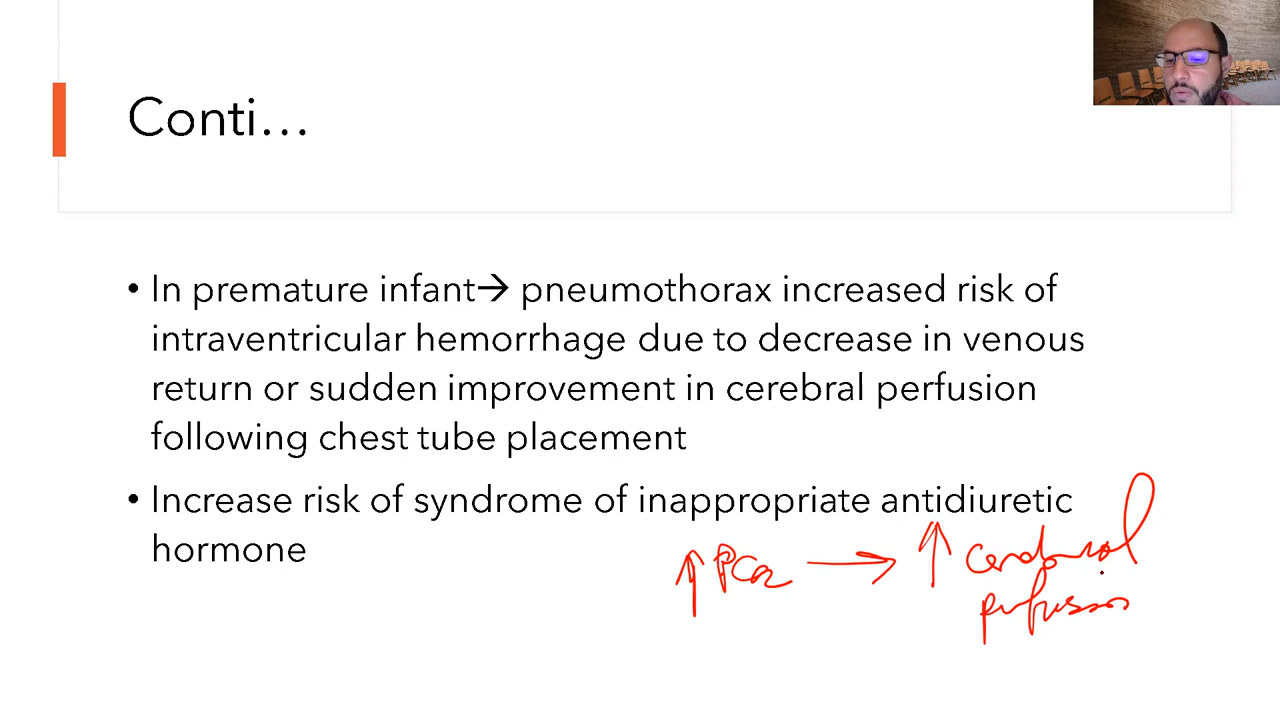 Conti...
• In premature infant→ pneumothorax increased risk of
intraventricular hemorrhage due to decrease in venous
return or sudden improvement in cerebral perfusion
following chest tube placement
• Increase risk of syndrome of inappropriate antidiuretic
hormone
↑ PCO2 → ↑ cerebral
perfusion